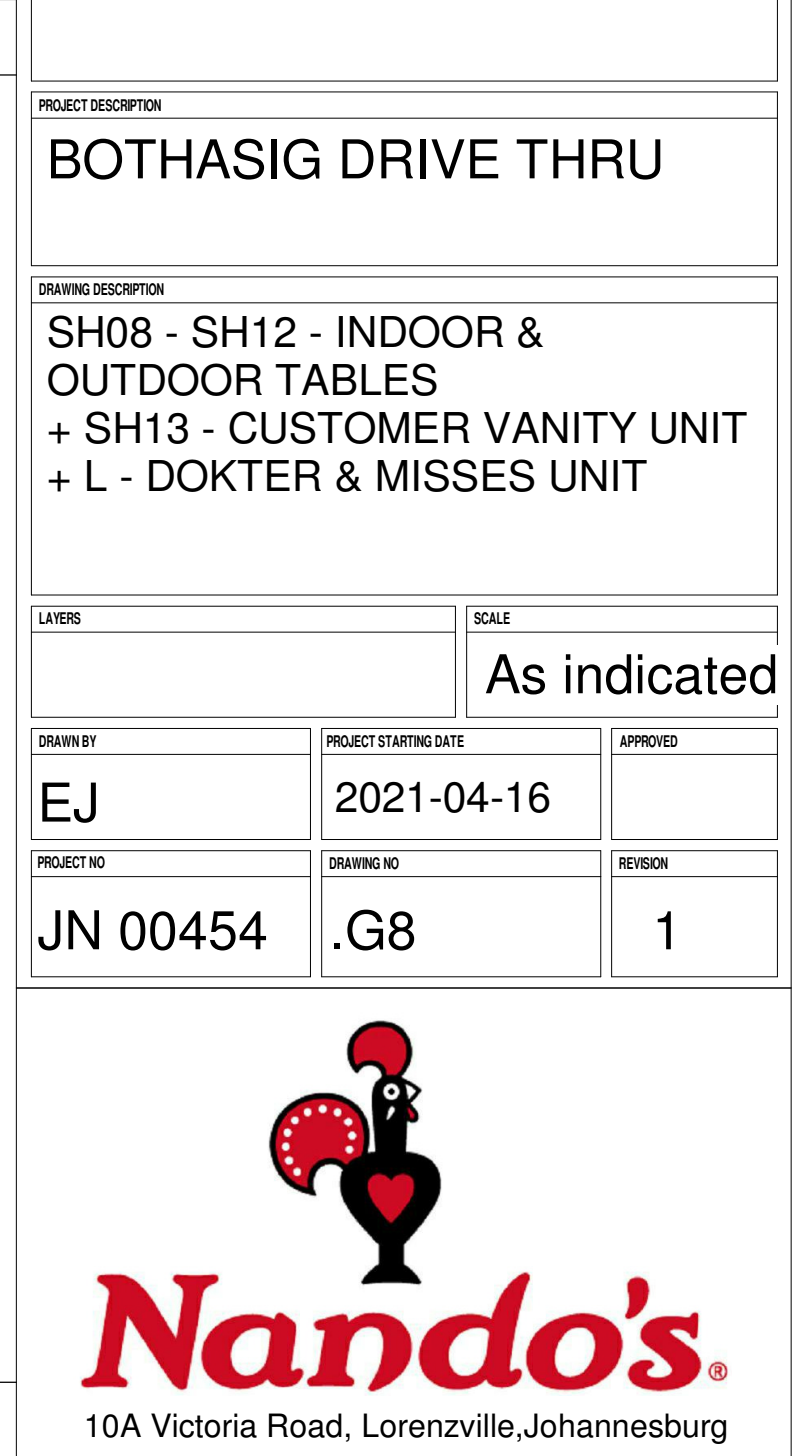 PROJECT DESCRIPTION
BOTHASIG DRIVE THRU
DRAWING DESCRIPTION
SH08 - SH12 - INDOOR &
OUTDOOR TABLES
+ SH13 - CUSTOMER VANITY UNIT
+ L - DOKTER & MISSES UNIT
LAYERS
SCALE
As indicated
DRAWN BY
PROJECT STARTING DATE
APPROVED
EJ
2021-04-16
PROJECT NO
DRAWING NO
REVISION
JN 00454
.G8
1
Nando's®
10A Victoria Road, Lorenzville,Johannesburg